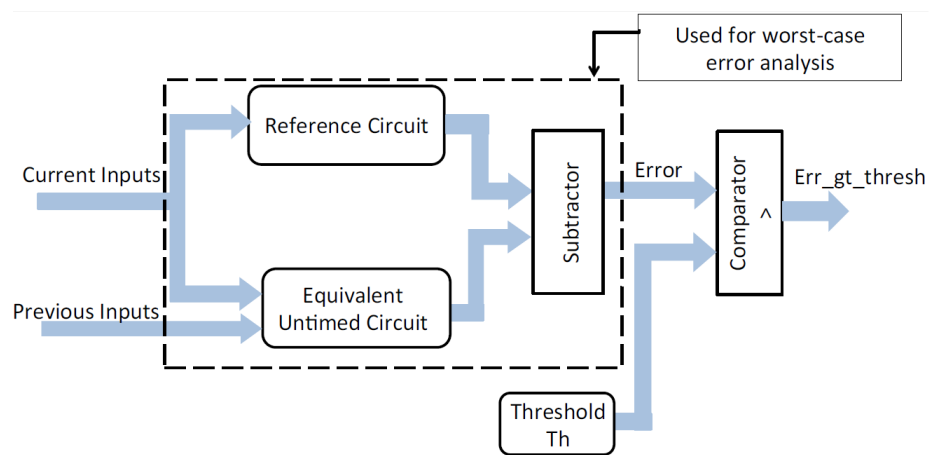 Used for worst-case
error analysis
Reference Circuit
Current Inputs
Subtractor
Error
Comparator
>
Err_gt_thresh
Equivalent
Untimed Circuit
Previous Inputs
Threshold
Th